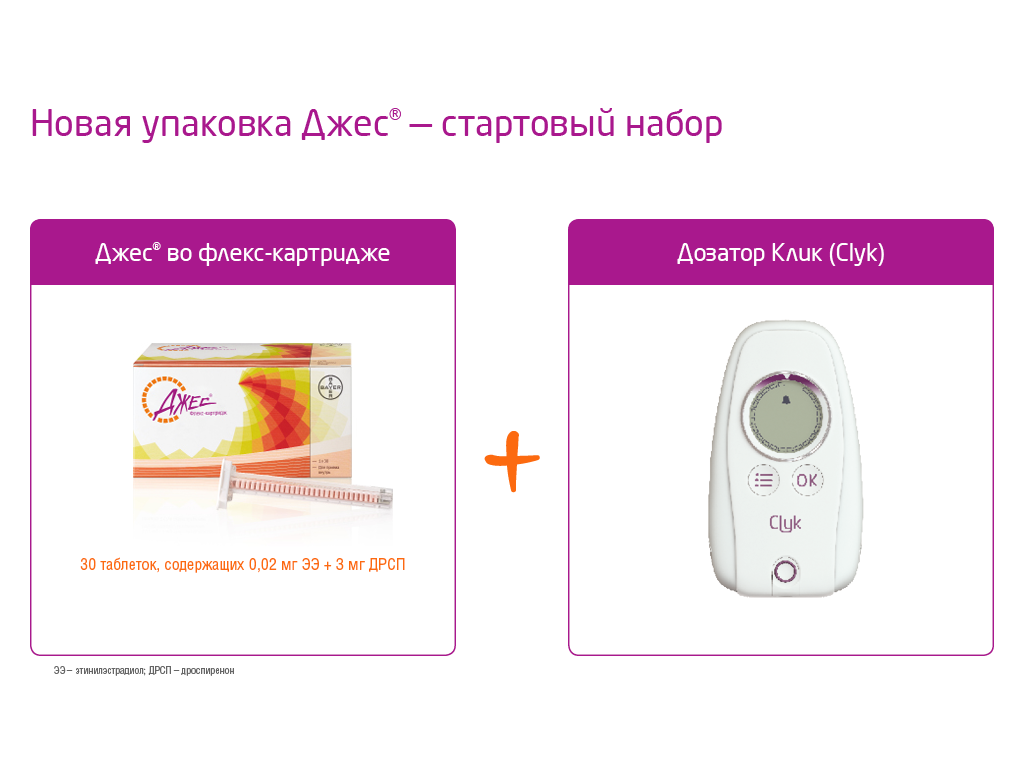 Новая упаковка Джес® – стартовый набор
Джес® во флекс-картридже
Дозатор Клик (Clyk)
Джес®
Флекс-картридж
BAYER
30 таблеток, содержащих 0,02 мг ЭЭ + 3 мг ДРСП
OK
Clyk
ЭЭ – этинилэстрадиол; ДРСП – дроспиренон